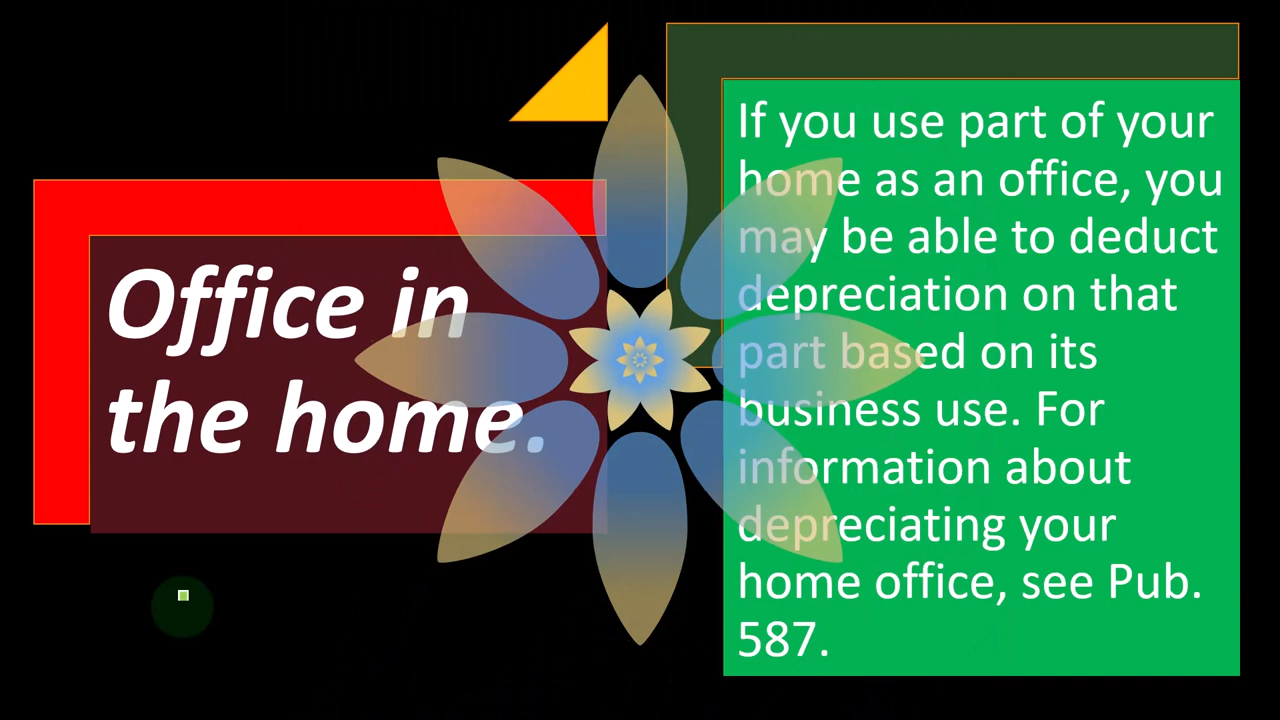 Office in
the home.
If you use part of your
home as an office, you
may be able to deduct
depreciation on that
part based on its
business use. For
information about
depreciating your
home office, see Pub.
587.